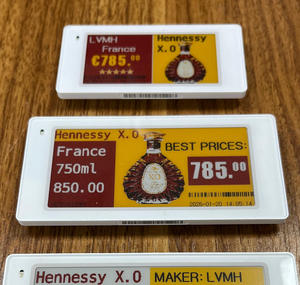 LVMH
France
€785.00
★★★★★
Hennessy
X.O
Hennessy X.O
France
750ml
850.00
BEST PRICES:
785.00
2026-01-20 14:05:14
Hennessy X.O
MAKER: LVMH